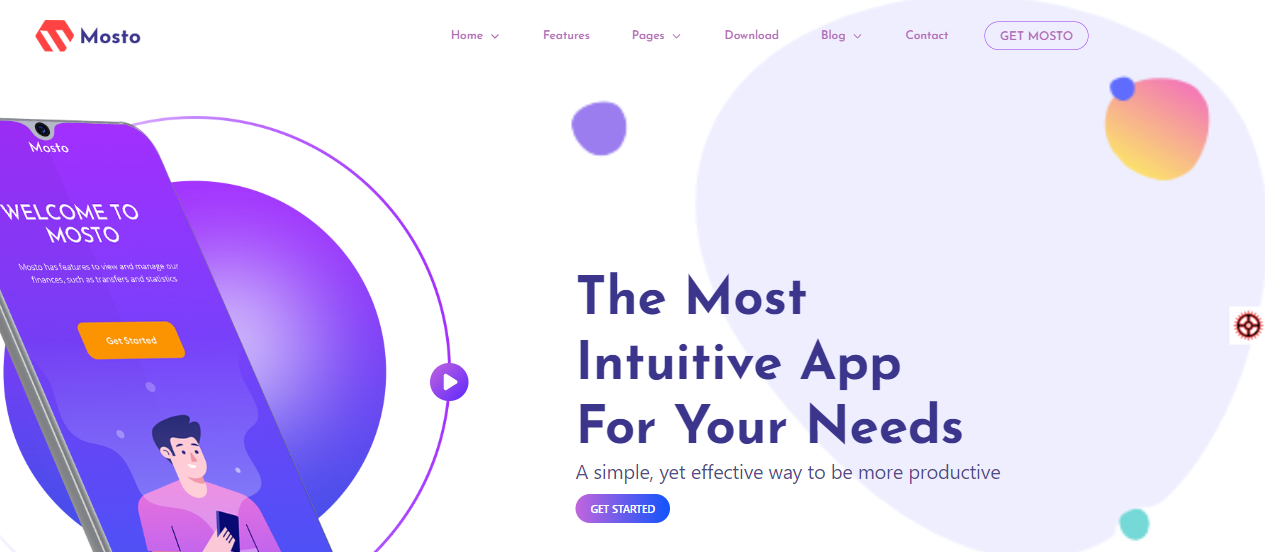 Mosto
Home Features Pages Download Blog Contact GET MOSTO
Mosto
WELCOME TO
MOSTO
Mosto has features to view and manage our
finances, such as transfers and statistics
Get Started
The Most
Intuitive App
For Your Needs
A simple, yet effective way to be more productive
GET STARTED